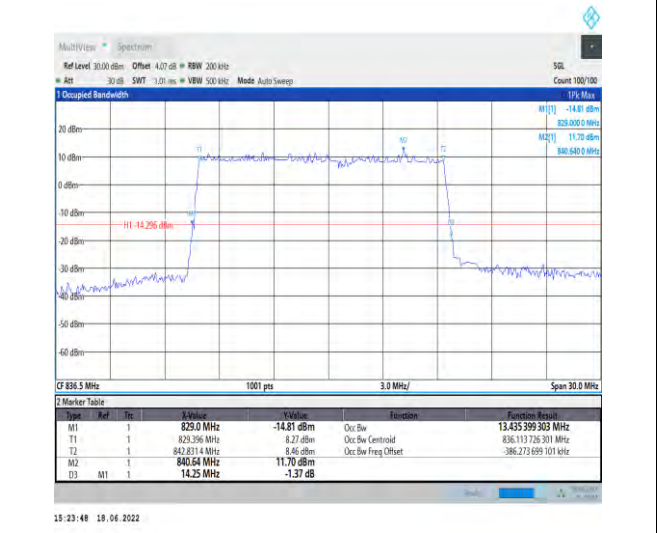 MultiView Spectrum
Ref Level 30.00 dBm Offset 4.07 dB RBW 200 kHz SGL
Att 30 dB SWT 1.01 ms VBW 500 kHz Mode Auto Sweep Count 100/100
1 Occupied Bandwidth 1Pk Max
M1[1] -14.81 dBm
829.000 0 MHz
M2[1] 11.70 dBm
840.640 0 MHz
20 dBm
T1 M2 T2
10 dBm
0 dBm
-10 dBm
H1 -14.296 dBm
-20 dBm
-30 dBm
-40 dBm
-50 dBm
-60 dBm
CF 836.5 MHz 1001 pts 3.0 MHz/ Span 30.0 MHz
2 Marker Table
Type Ref Trc X-Value Y-Value Function Function Result
M1 1 829.0 MHz -14.81 dBm Occ Bw 13.435 399 303 MHz
T1 1 829.396 MHz 8.27 dBm Occ Bw Centroid 836.113 726 301 MHz
T2 1 842.8314 MHz 8.46 dBm Occ Bw Freq Offset -386.273 699 101 kHz
M2 1 840.64 MHz 11.70 dBm
D3 M1 1 14.25 MHz -1.37 dB
15:23:48 18.06.2022